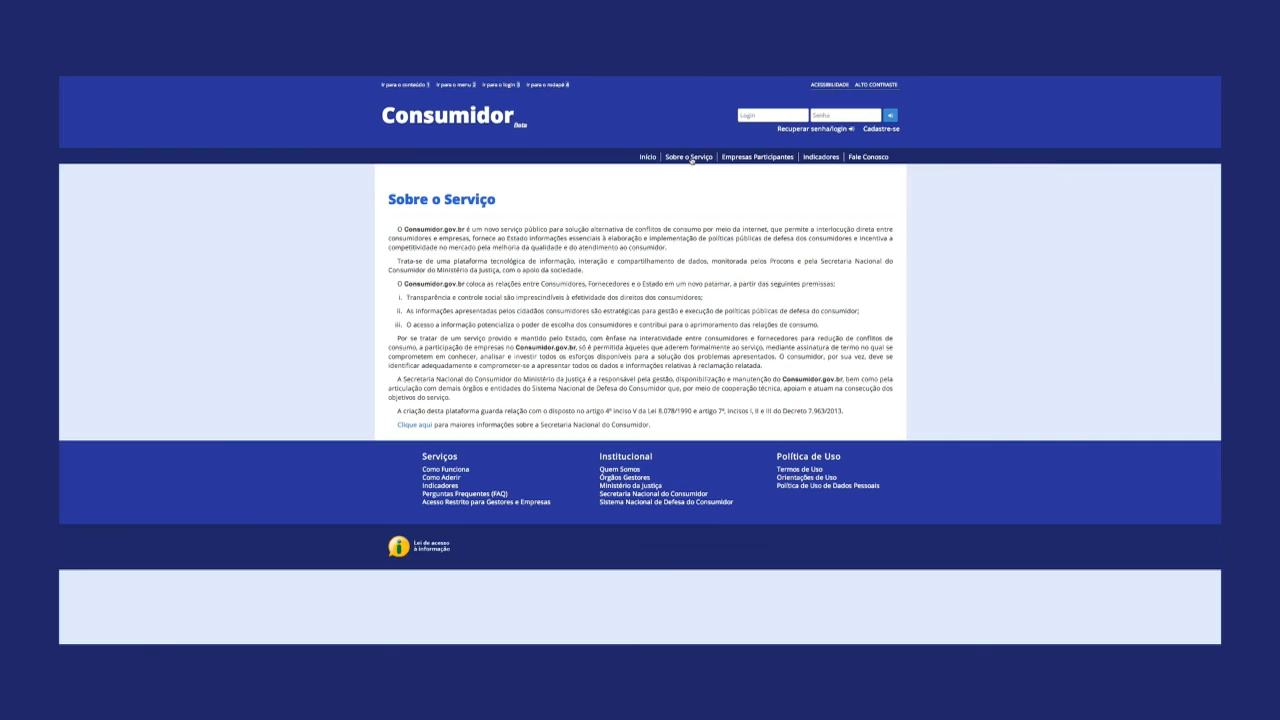 Ir para o conteúdo 1 Ir para o menu 2 Ir para o login 3 Ir para o rodapé 4
ACESSIBILIDADE ALTO CONTRASTE
Consumidor
Beta
Login Senha
Recuperar senha/login Cadastre-se
Início Sobre o Serviço Empresas Participantes Indicadores Fale Conosco
Sobre o Serviço
O Consumidor.gov.br é um novo serviço público para solução alternativa de conflitos de consumo por meio da internet, que permite a interlocução direta entre
consumidores e empresas, fornece ao Estado informações essenciais à elaboração e implementação de políticas públicas de defesa dos consumidores e incentiva a
competitividade no mercado pela melhoria da qualidade e do atendimento ao consumidor.
Trata-se de uma plataforma tecnológica de informação, interação e compartilhamento de dados, monitorada pelos Procons e pela Secretaria Nacional do
Consumidor do Ministério da Justiça, com o apoio da sociedade.
O Consumidor.gov.br coloca as relações entre Consumidores, Fornecedores e o Estado em um novo patamar, a partir das seguintes premissas:
i. Transparência e controle social são imprescindíveis à efetividade dos direitos dos consumidores;
ii. As informações apresentadas pelos cidadãos consumidores são estratégicas para gestão e execução de políticas públicas de defesa do consumidor;
iii. O acesso a informação potencializa o poder de escolha dos consumidores e contribui para o aprimoramento das relações de consumo.
Por se tratar de um serviço provido e mantido pelo Estado, com ênfase na interatividade entre consumidores e fornecedores para redução de conflitos de
consumo, a participação de empresas no Consumidor.gov.br, só é permitida àqueles que aderem formalmente ao serviço, mediante assinatura de termo no qual se
comprometem em conhecer, analisar e investir todos os esforços disponíveis para a solução dos problemas apresentados. O consumidor, por sua vez, deve se
identificar adequadamente e comprometer-se a apresentar todos os dados e informações relativas à reclamação relatada.
A Secretaria Nacional do Consumidor do Ministério da Justiça é a responsável pela gestão, disponibilização e manutenção do Consumidor.gov.br, bem como pela
articulação com demais órgãos e entidades do Sistema Nacional de Defesa do Consumidor que, por meio de cooperação técnica, apoiam e atuam na consecução dos
objetivos do serviço.
A criação desta plataforma guarda relação com o disposto no artigo 4º inciso V da Lei 8.078/1990 e artigo 7º, incisos I, II e III do Decreto 7.963/2013.
Clique aqui para maiores informações sobre a Secretaria Nacional do Consumidor.
Serviços
Como Funciona
Como Aderir
Indicadores
Perguntas Frequentes (FAQ)
Acesso Restrito para Gestores e Empresas
Institucional
Quem Somos
Órgãos Gestores
Ministério da Justiça
Secretaria Nacional do Consumidor
Sistema Nacional de Defesa do Consumidor
Política de Uso
Termos de Uso
Orientações de Uso
Política de Uso de Dados Pessoais
Lei de acesso
à informação